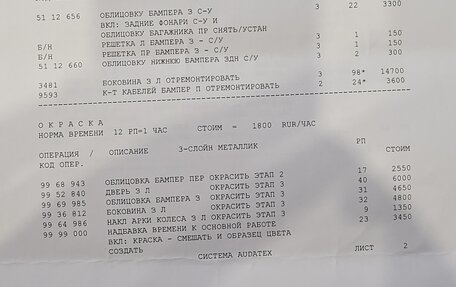 51 12 656 ОБЛИЦОВКУ БАМПЕРА З С-У 3 22 3300
ВКЛ: ЗАДНИЕ ФОНАРИ С-У И
ОБЛИЦОВКУ БАГАЖНИКА ПР СНЯТЬ/УСТАН
Б/Н РЕШЕТКА Л БАМПЕРА З - С/У 3 1 150
Б/Н РЕШЕТКА ПР БАМПЕРА З - С/У 3 1 150
51 12 660 ОБЛИЦОВКУ НИЖНЮЮ БАМПЕРА ЗДН С/У 3 2 300
3481 БОКОВИНА З Л ОТРЕМОНТИРОВАТЬ 3 98* 14700
9593 К-Т КАБЕЛЕЙ БАМПЕР П ОТРЕМОНТИРОВАТЬ 2 24* 3600
О К Р А С К А
НОРМА ВРЕМЕНИ 12 РП=1 ЧАС СТОИМ = 1800 RUR/ЧАС
ОПЕРАЦИЯ / ОПИСАНИЕ 3-СЛОЙН МЕТАЛЛИК РП СТОИМ
КОД ОПЕР.
99 68 943 ОБЛИЦОВКА БАМПЕР ПЕР ОКРАСИТЬ ЭТАП 2 17 2550
99 52 840 ДВЕРЬ З Л ОКРАСИТЬ ЭТАП 3 40 6000
99 69 985 ОБЛИЦОВКА БАМПЕРА З ОКРАСИТЬ ЭТАП 3 31 4650
99 36 812 БОКОВИНА З Л ОКРАСИТЬ ЭТАП 3 32 4800
99 64 986 НАКЛ АРКИ КОЛЕСА З Л ОКРАСИТЬ ЭТАП 3 9 1350
99 99 000 НАДБАВКА ВРЕМЕНИ К ОСНОВНОЙ РАБОТЕ 23 3450
ВКЛ: КРАСКА - СМЕШАТЬ И ОБРАЗЕЦ ЦВЕТА
СОЗДАТЬ
СИСТЕМА AUDATEX ЛИСТ 2